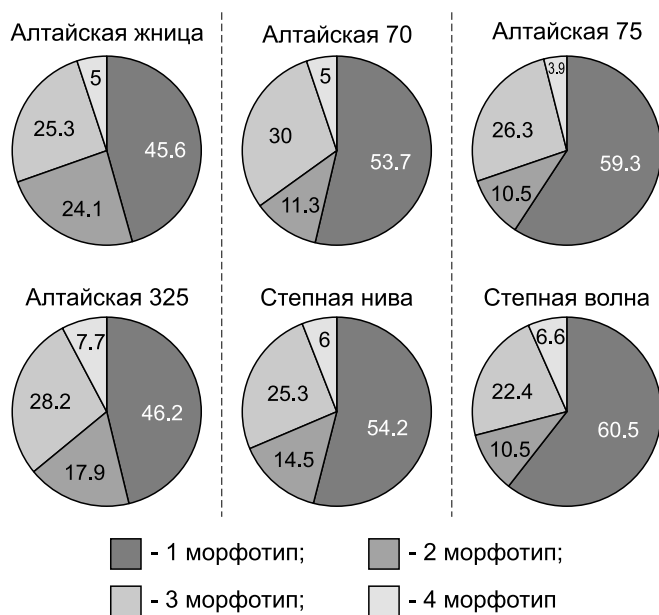 Алтайская жница
5
45.6
25.3
24.1
Алтайская 70
5
53.7
30
11.3
Алтайская 75
3.9
59.3
26.3
10.5
Алтайская 325
7.7
46.2
28.2
17.9
Степная нива
6
54.2
25.3
14.5
Степная волна
6.6
60.5
22.4
10.5
- 1 морфотип;
- 2 морфотип;
- 3 морфотип;
- 4 морфотип